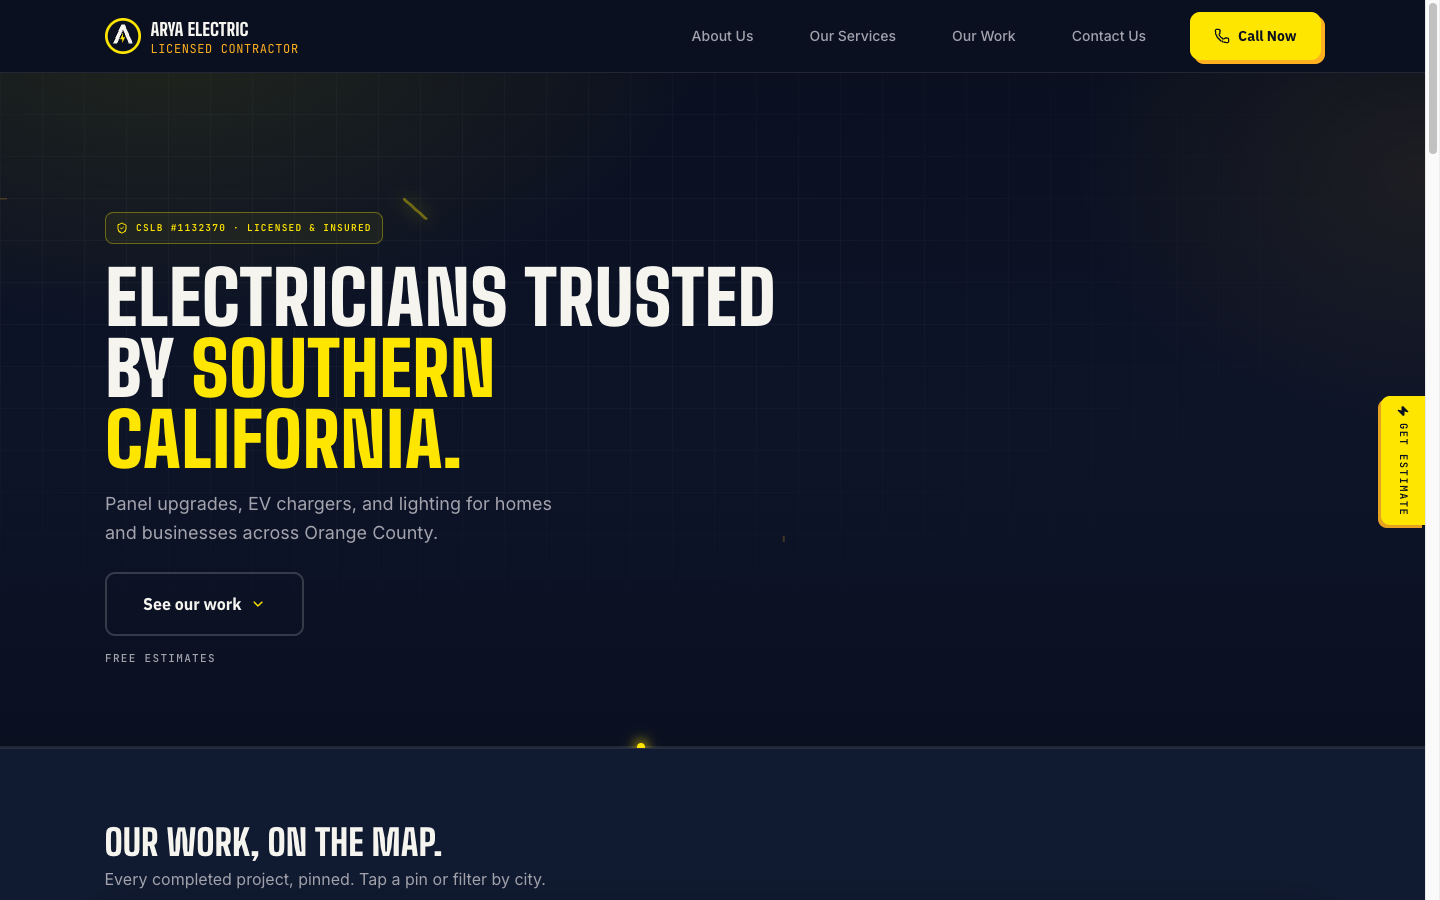 ARYA ELECTRIC
LICENSED CONTRACTOR
About Us
Our Services
Our Work
Contact Us
Call Now
CSLB #1132370 · LICENSED & INSURED
ELECTRICIANS TRUSTED
BY SOUTHERN
CALIFORNIA.
Panel upgrades, EV chargers, and lighting for homes
and businesses across Orange County.
See our work
FREE ESTIMATES
GET ESTIMATE
OUR WORK, ON THE MAP.
Every completed project, pinned. Tap a pin or filter by city.